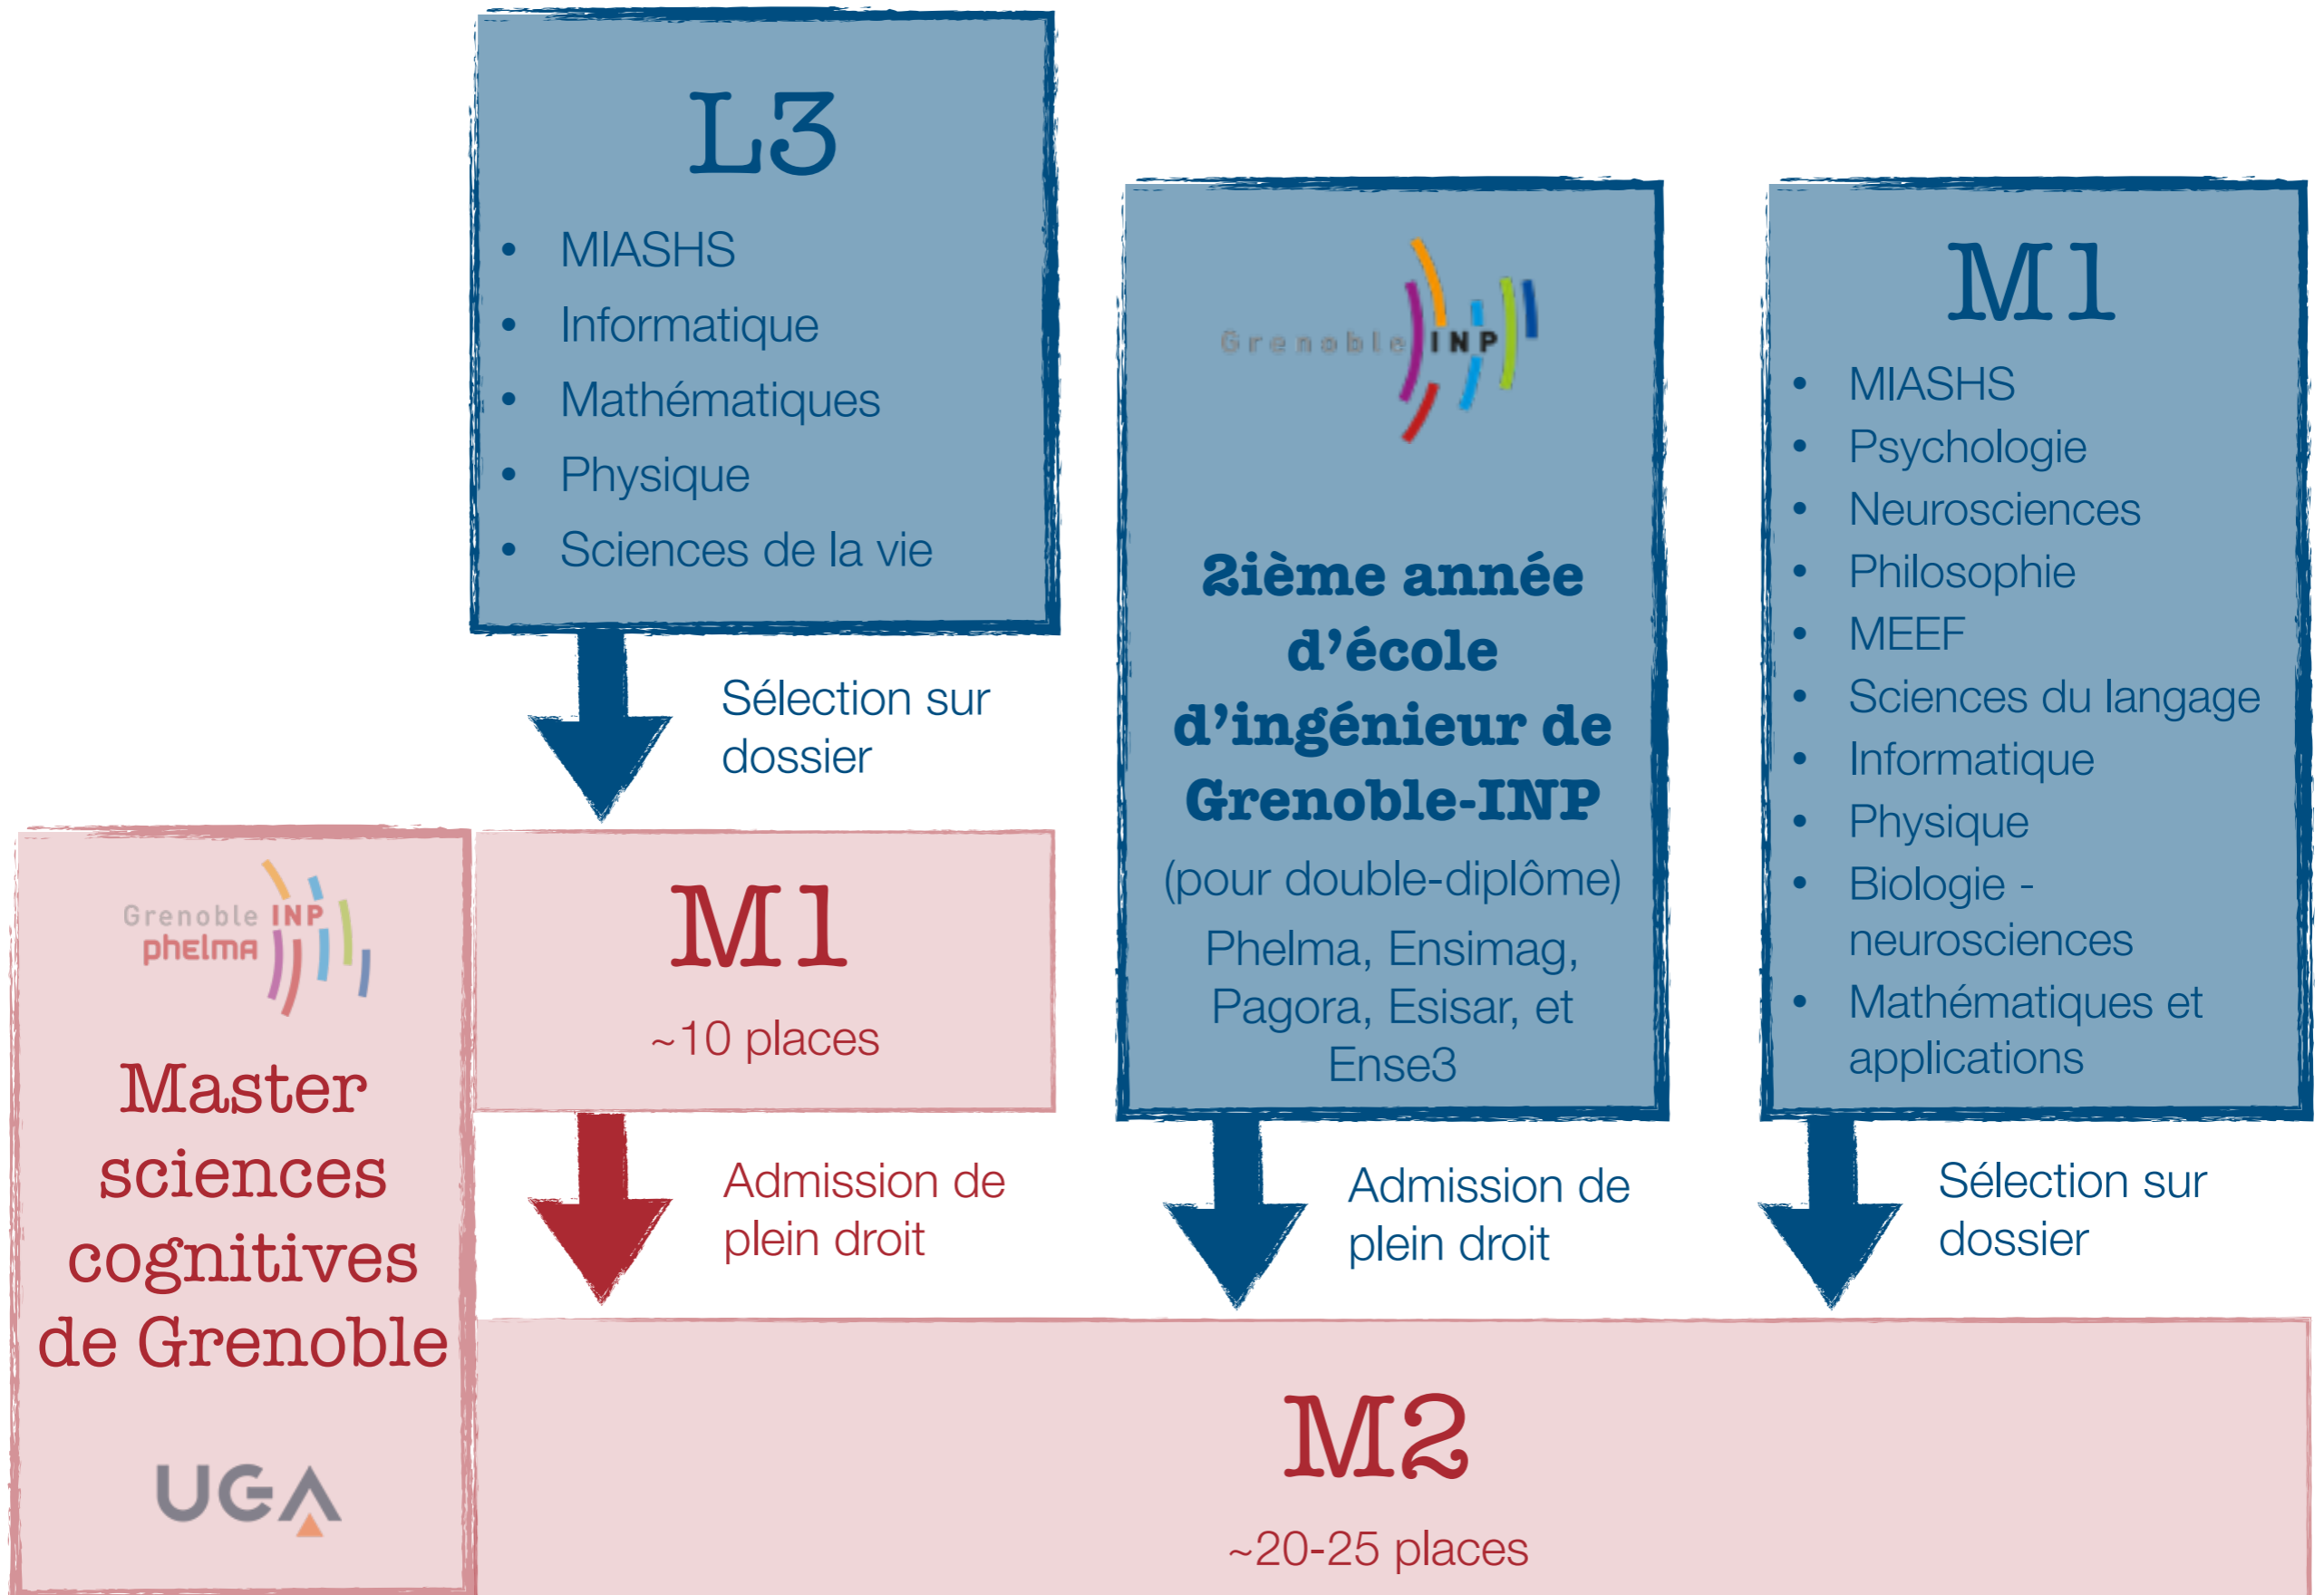 L3
• MIASHS
• Informatique
• Mathématiques
• Physique
• Sciences de la vie
Sélection sur
dossier
Grenoble INP
2ième année
d’école
d’ingénieur de
Grenoble-INP
(pour double-diplôme)
Phelma, Ensimag,
Pagora, Esisar, et
Ense3
M1
• MIASHS
• Psychologie
• Neurosciences
• Philosophie
• MEEF
• Sciences du langage
• Informatique
• Physique
• Biologie -
neurosciences
• Mathématiques et
applications
Grenoble INP
phelma
Master
sciences
cognitives
de Grenoble
UGA
M1
~10 places
Admission de
plein droit
Admission de
plein droit
Sélection sur
dossier
M2
~20-25 places